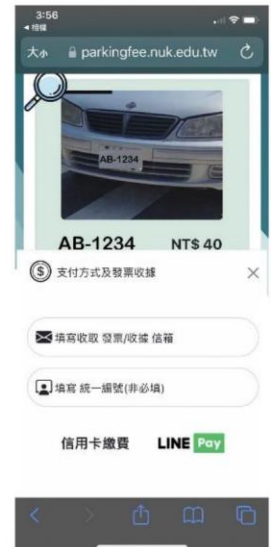 3:56
◀ 相機
大小 parkingfee.nuk.edu.tw
AB-1234
AB-1234 NT$ 40
支付方式及發票收據
填寫收取 發票/收據 信箱
填寫 統一編號(非必填)
信用卡繳費 LINE Pay